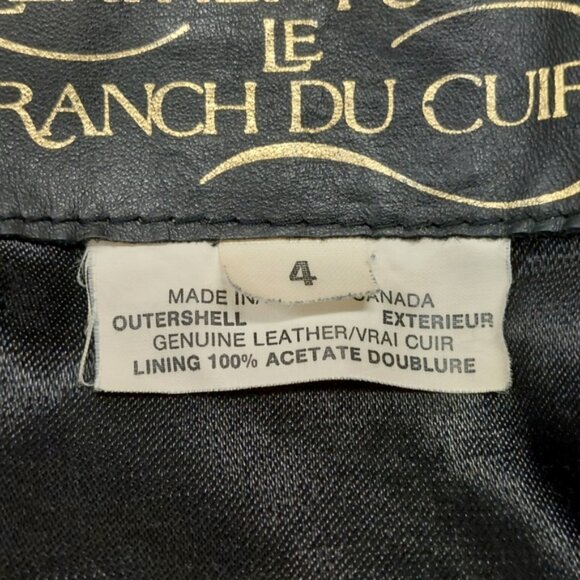 LE
RANCH DU CUIR
4
MADE IN/ CANADA
OUTERSHELL EXTERIEUR
GENUINE LEATHER/VRAI CUIR
LINING 100% ACETATE DOUBLURE